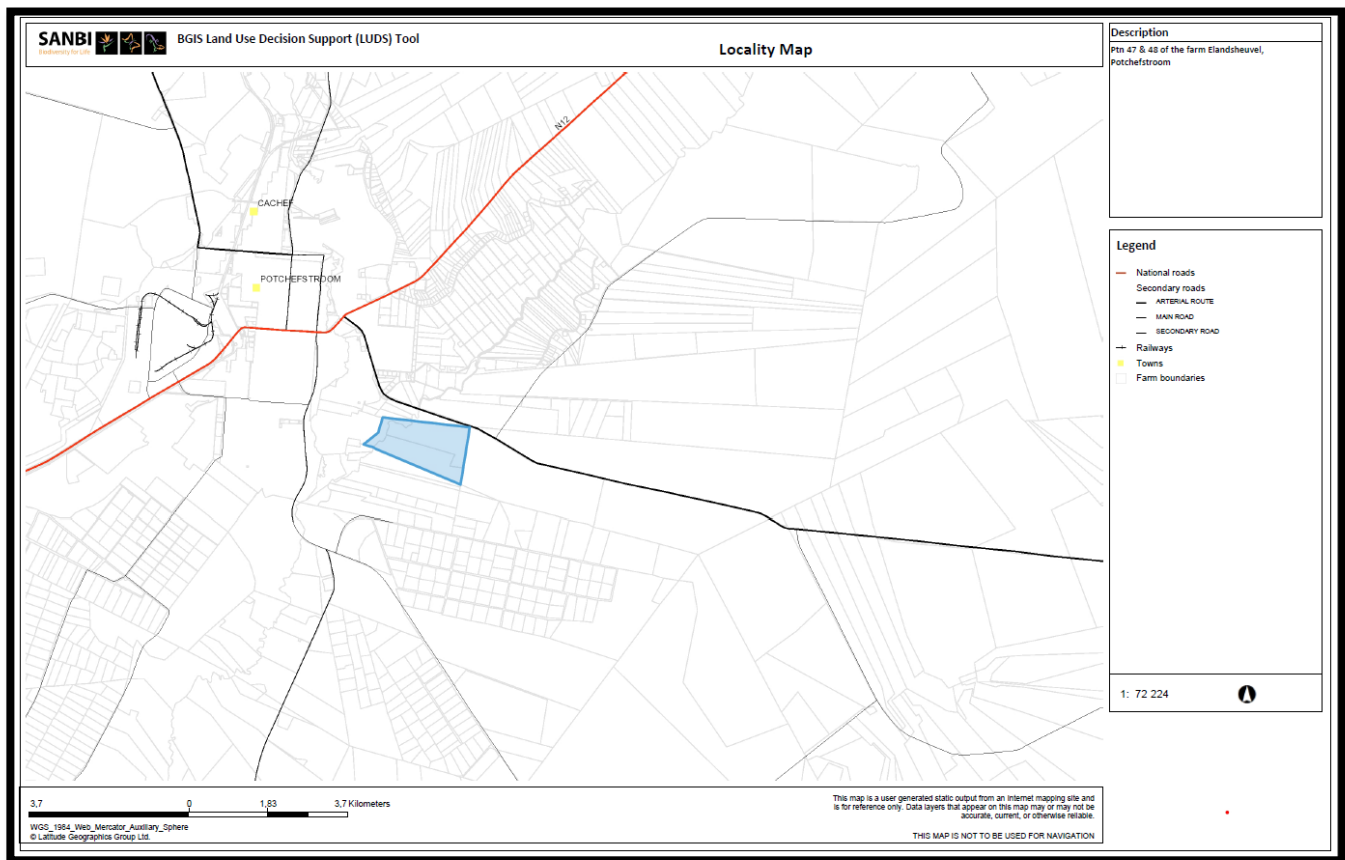 SANBI
Biodiversity for Life
BGIS Land Use Decision Support (LUDS) Tool
Locality Map
Description
Ptn 47 & 48 of the farm Elandsheuvel,
Potchefstroom
N12
CACHET
POTCHEFSTROOM
Legend
National roads
Secondary roads
ARTERIAL ROUTE
MAIN ROAD
SECONDARY ROAD
Railways
Towns
Farm boundaries
1: 72 224
3,7 0 1,83 3,7 Kilometers
WGS_1984_Web_Mercator_Auxiliary_Sphere
© Latitude Geographics Group Ltd.
This map is a user generated static output from an Internet mapping site and
is for reference only. Data layers that appear on this map may or may not be
accurate, current, or otherwise reliable.
THIS MAP IS NOT TO BE USED FOR NAVIGATION